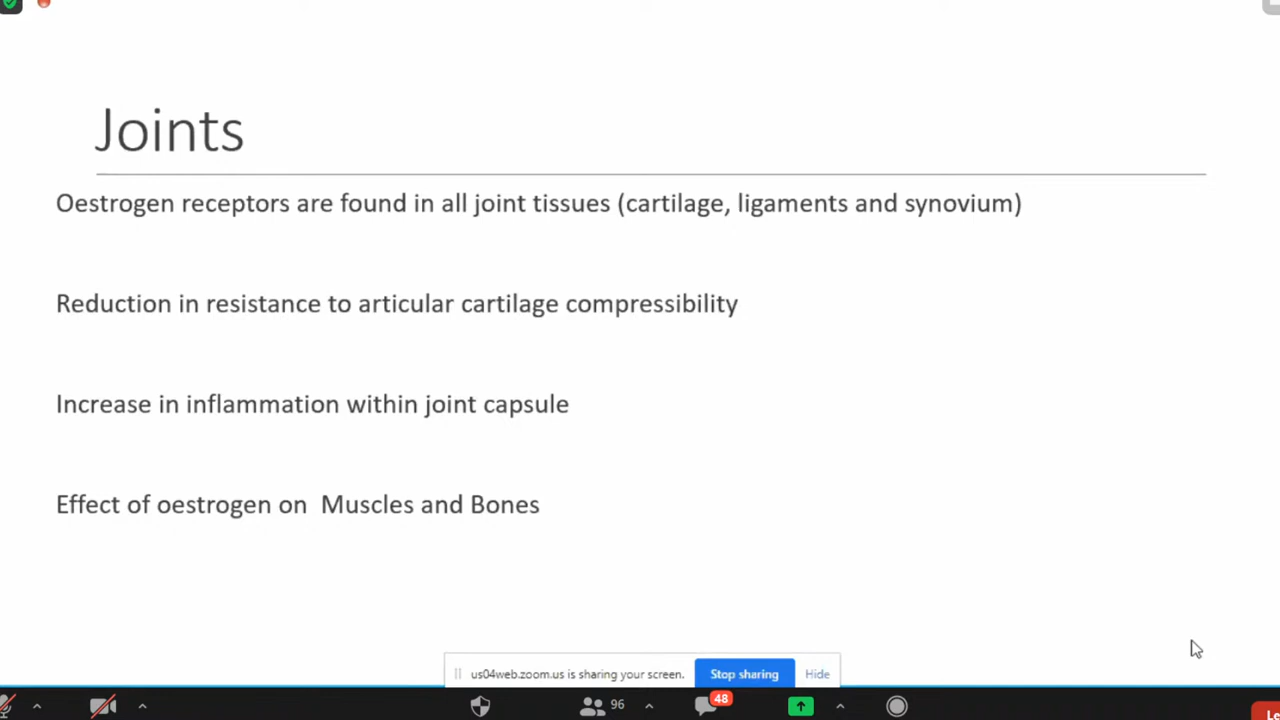 Joints
Oestrogen receptors are found in all joint tissues (cartilage, ligaments and synovium)
Reduction in resistance to articular cartilage compressibility
Increase in inflammation within joint capsule
Effect of oestrogen on  Muscles and Bones
us04web.zoom.us is sharing your screen. Stop sharing Hide
96 48